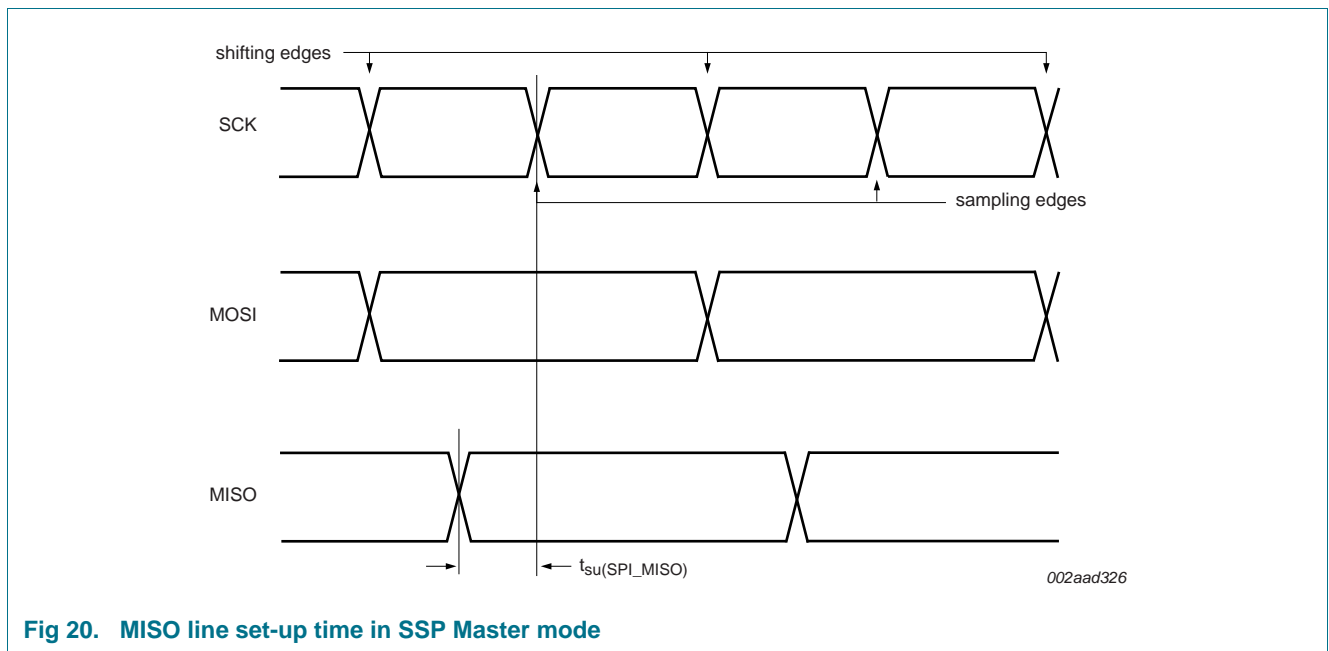 shifting edges
SCK
sampling edges
MOSI
MISO
tsu(SPI_MISO)
002aad326
Fig 20. MISO line set-up time in SSP Master mode